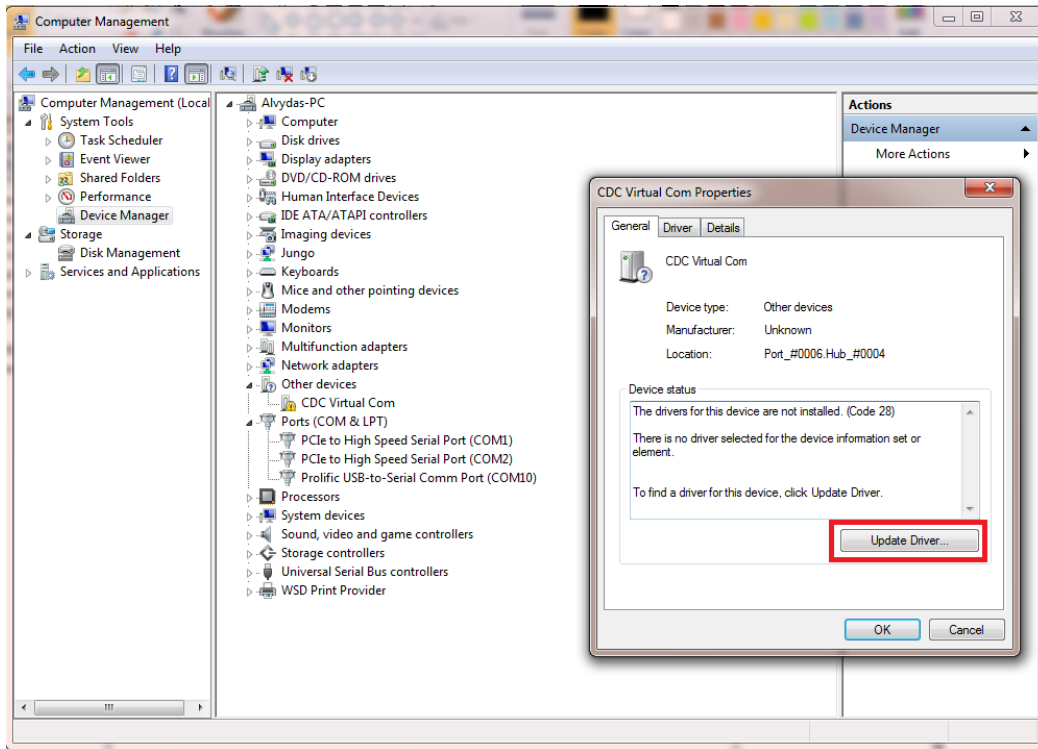 Computer Management
File Action View Help
Computer Management (Local
System Tools
Task Scheduler
Event Viewer
Shared Folders
Performance
Device Manager
Storage
Disk Management
Services and Applications
Alvydas-PC
Computer
Disk drives
Display adapters
DVD/CD-ROM drives
Human Interface Devices
IDE ATA/ATAPI controllers
Imaging devices
Jungo
Keyboards
Mice and other pointing devices
Modems
Monitors
Multifunction adapters
Network adapters
Other devices
CDC Virtual Com
Ports (COM & LPT)
PCIe to High Speed Serial Port (COM1)
PCIe to High Speed Serial Port (COM2)
Prolific USB-to-Serial Comm Port (COM10)
Processors
System devices
Sound, video and game controllers
Storage controllers
Universal Serial Bus controllers
WSD Print Provider
Actions
Device Manager
More Actions
CDC Virtual Com Properties
General Driver Details
CDC Virtual Com
Device type: Other devices
Manufacturer: Unknown
Location: Port_#0006.Hub_#0004
Device status
The drivers for this device are not installed. (Code 28)
There is no driver selected for the device information set or
element.
To find a driver for this device, click Update Driver.
Update Driver...
OK Cancel